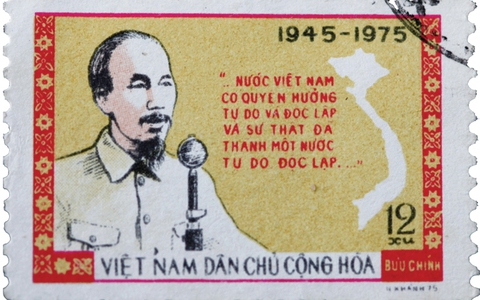 1945-1975
".. NƯỚC VIỆT NAM
CÓ QUYỀN HƯỞNG
TỰ DO VÀ ĐỘC LẬP
VÀ SỰ THẬT ĐÃ
THÀNH MỘT NƯỚC
TỰ DO ĐỘC LẬP...."
12
XU
VIỆT NAM DÂN CHỦ CỘNG HÒA
BƯU CHÍNH